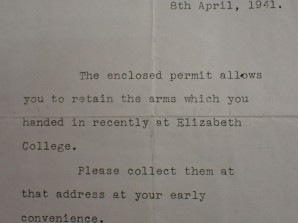 8th April, 1941.
The enclosed permit allows
you to retain the arms which you
handed in recently at Elizabeth
College.
Please collect them at
that address at your early
convenience.